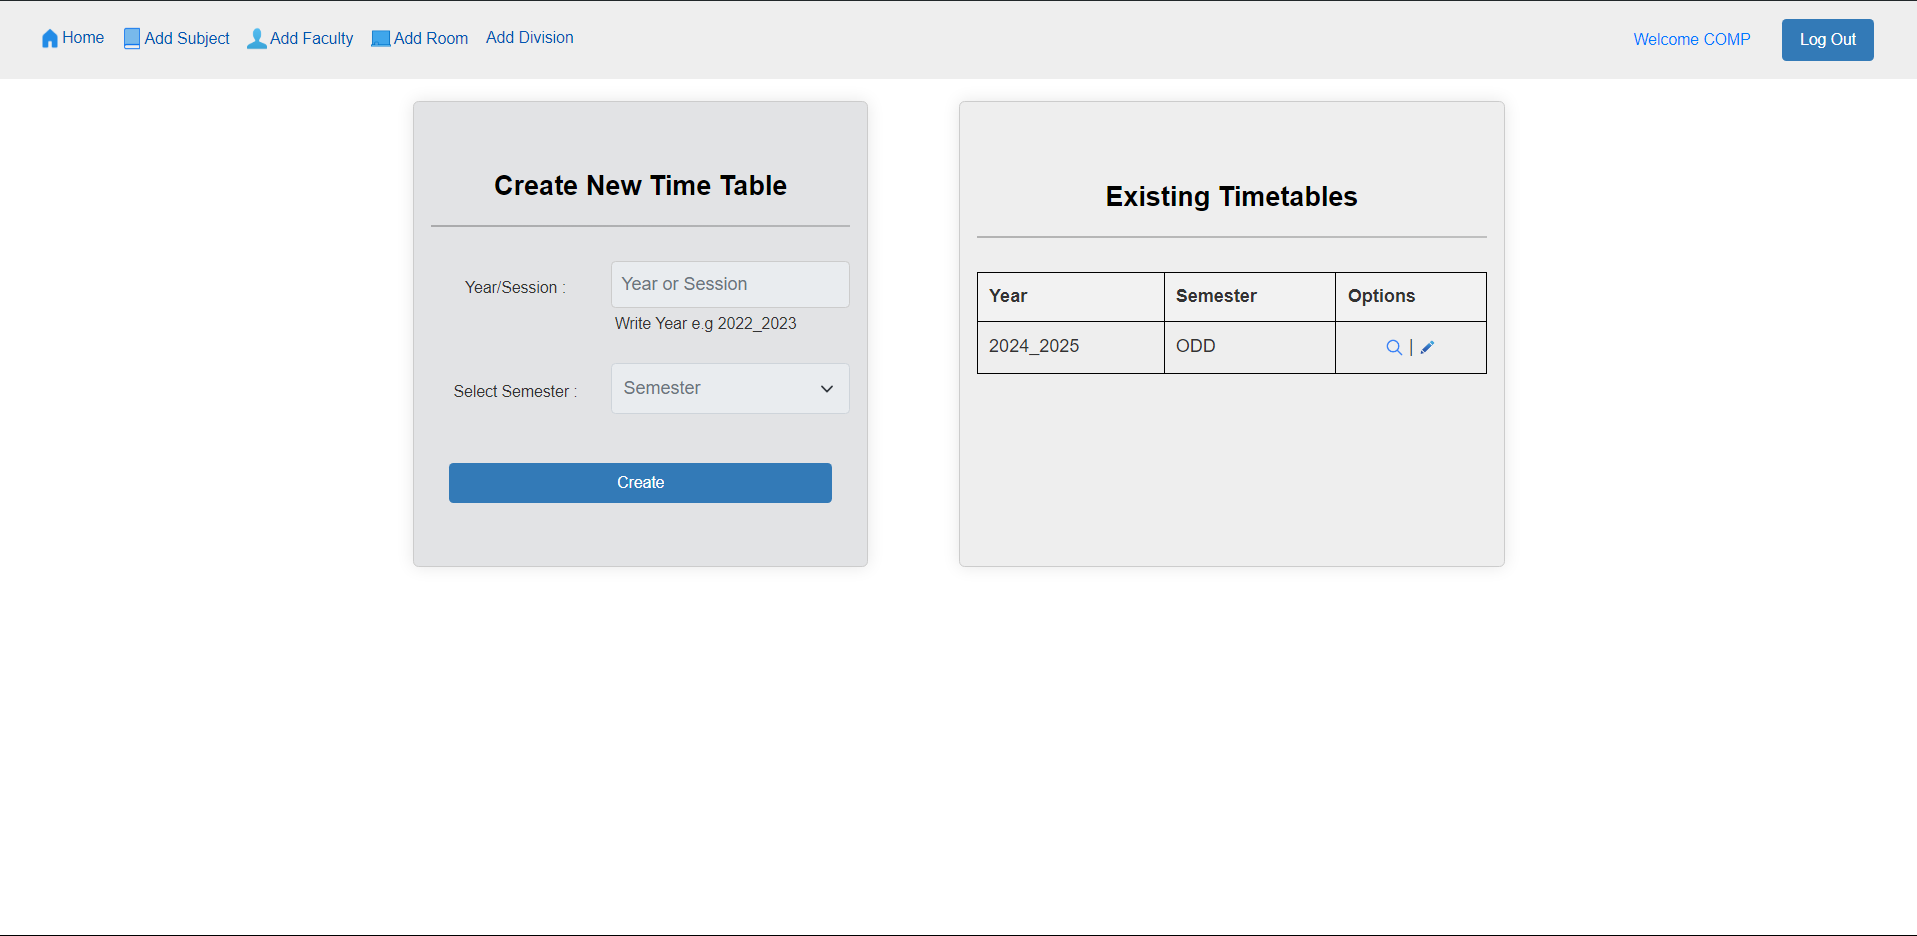 Home Add Subject Add Faculty Add Room Add Division Welcome COMP Log Out
Create New Time Table
Year/Session : Year or Session
Write Year e.g 2022_2023
Select Semester : Semester
Create
Existing Timetables
Year Semester Options
2024_2025 ODD |